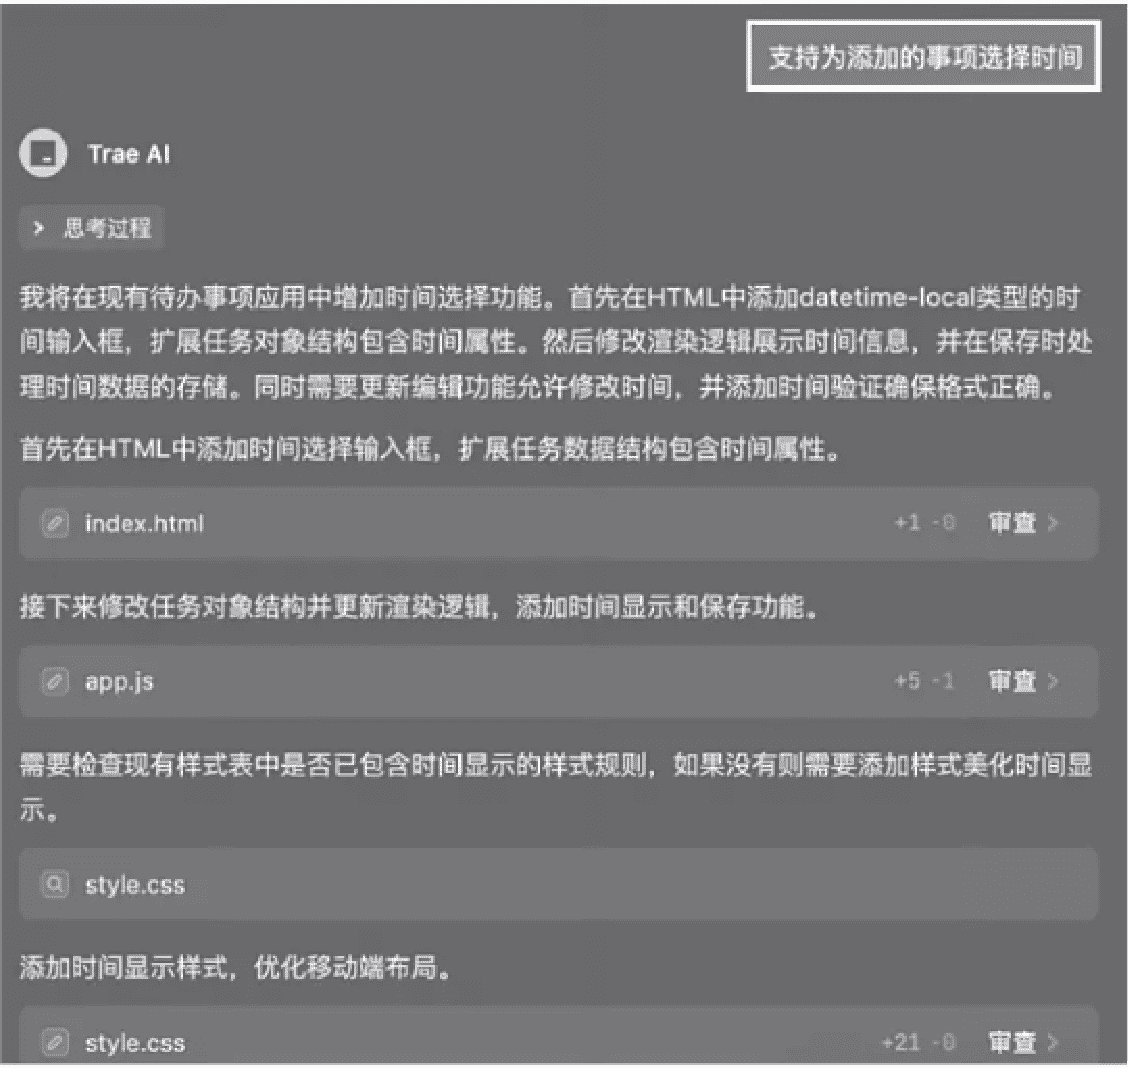 支持为添加的事项选择时间
Trae AI
思考过程
我将在现有待办事项应用中增加时间选择功能。首先在HTML中添加datetime-local类型的时
间输入框，扩展任务对象结构包含时间属性。然后修改渲染逻辑展示时间信息，并在保存时处
理时间数据的存储。同时需要更新编辑功能允许修改时间，并添加时间验证确保格式正确。
首先在HTML中添加时间选择输入框，扩展任务数据结构包含时间属性。
index.html +1 -0 审查
接下来修改任务对象结构并更新渲染逻辑，添加时间显示和保存功能。
app.js +5 -1 审查
需要检查现有样式表中是否已包含时间显示的样式规则，如果没有则需要添加样式美化时间显
示。
style.css
添加时间显示样式，优化移动端布局。
style.css +21 -0 审查